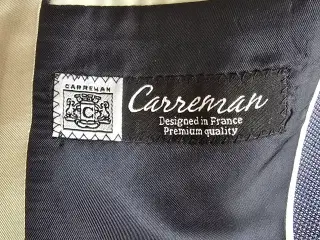 CARREMAN
C
Carreman
Designed in France
Premium quality